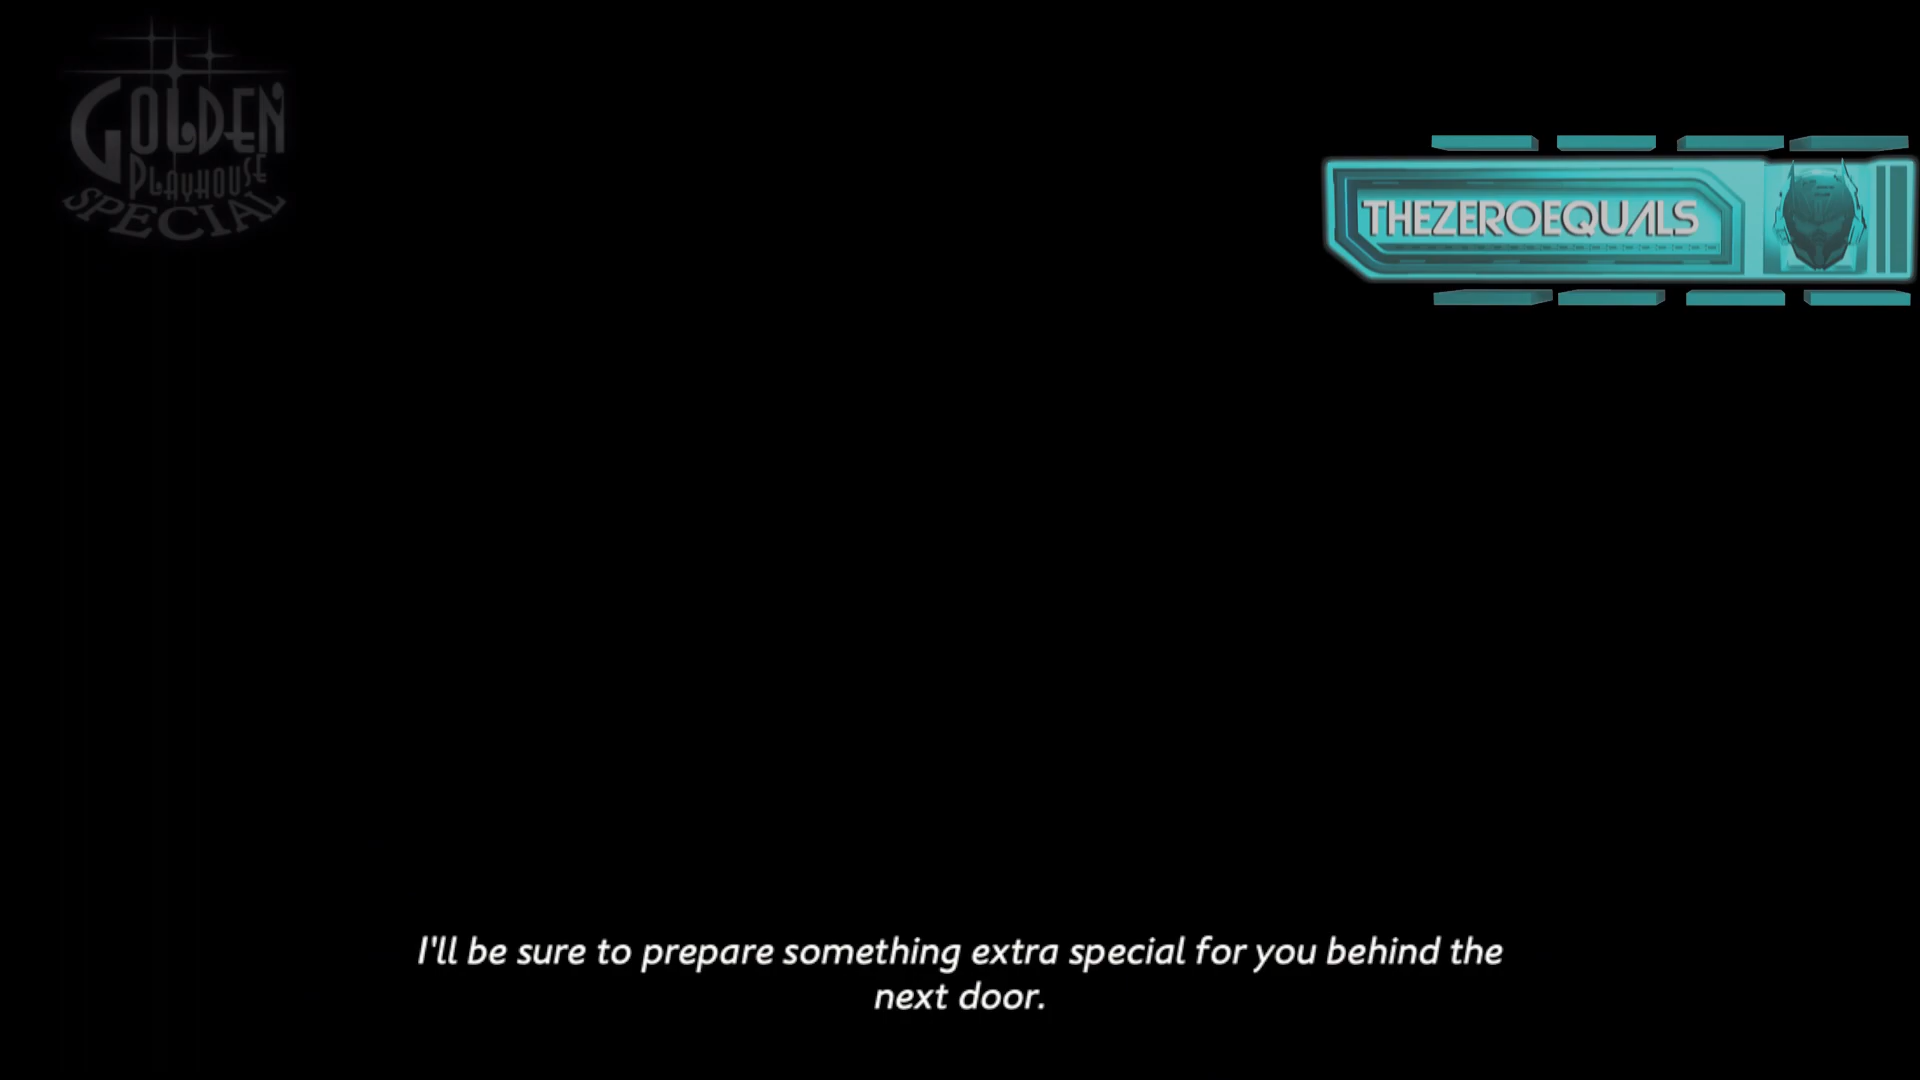 GOLDEN
PLAYHOUSE
SPECIAL
THEZEROEQUALS
I'll be sure to prepare something extra special for you behind the
next door.